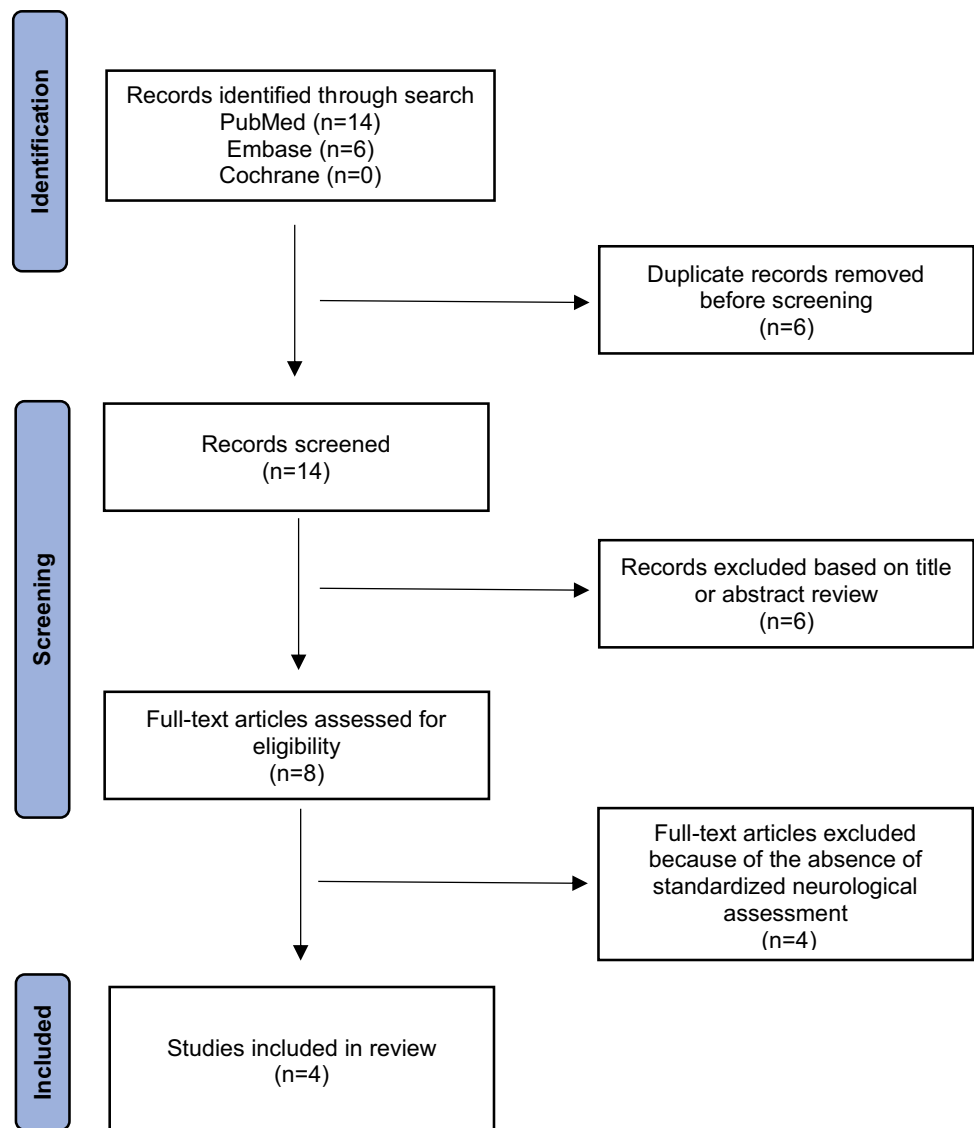 Identification
Records identified through search
PubMed (n=14)
Embase (n=6)
Cochrane (n=0)
Duplicate records removed
before screening
(n=6)
Screening
Records screened
(n=14)
Records excluded based on title
or abstract review
(n=6)
Full-text articles assessed for
eligibility
(n=8)
Full-text articles excluded
because of the absence of
standardized neurological
assessment
(n=4)
Included
Studies included in review
(n=4)